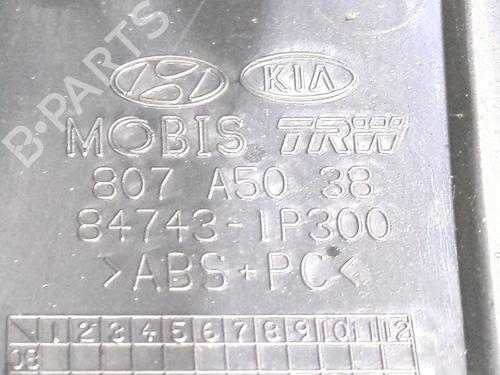 B-PARTS
KIA
MOBIS TRW
807 A50 38
84743-1P300
>ABS+PC<
1 2 3 4 5 6 7 8 9 10 11 12
08